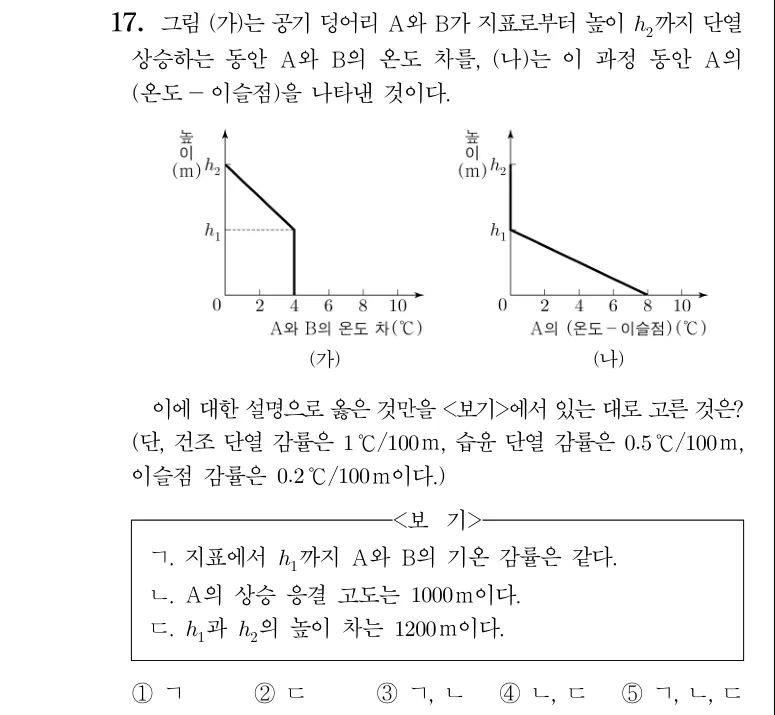 17. 그림 (가)는 공기 덩어리 A와 B가 지표로부터 높이 h₂까지 단열
상승하는 동안 A와 B의 온도 차를, (나)는 이 과정 동안 A의
(온도 − 이슬점)을 나타낸 것이다.
높이(m)
h₂
h₁
0 2 4 6 8 10
A와 B의 온도 차(℃)
(가)
높이(m)
h₂
h₁
0 2 4 6 8 10
A의 (온도−이슬점)(℃)
(나)
이에 대한 설명으로 옳은 것만을 <보기>에서 있는 대로 고른 것은?
(단, 건조 단열 감률은 1℃/100m, 습윤 단열 감률은 0.5℃/100m,
이슬점 감률은 0.2℃/100m이다.)
<보 기>
ㄱ. 지표에서 h₁까지 A와 B의 기온 감률은 같다.
ㄴ. A의 상승 응결 고도는 1000m이다.
ㄷ. h₁과 h₂의 높이 차는 1200m이다.
① ㄱ ② ㄷ ③ ㄱ, ㄴ ④ ㄴ, ㄷ ⑤ ㄱ, ㄴ, ㄷ